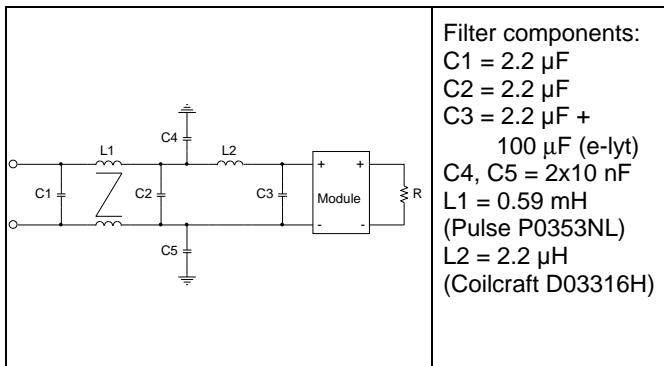 C4
L1
L2
C1
C2
C3
+
+
Module
-
-
R
C5
Filter components:
C1 = 2.2 µF
C2 = 2.2 µF
C3 = 2.2 µF +
100 µF (e-lyt)
C4, C5 = 2x10 nF
L1 = 0.59 mH
(Pulse P0353NL)
L2 = 2.2 µH
(Coilcraft D03316H)